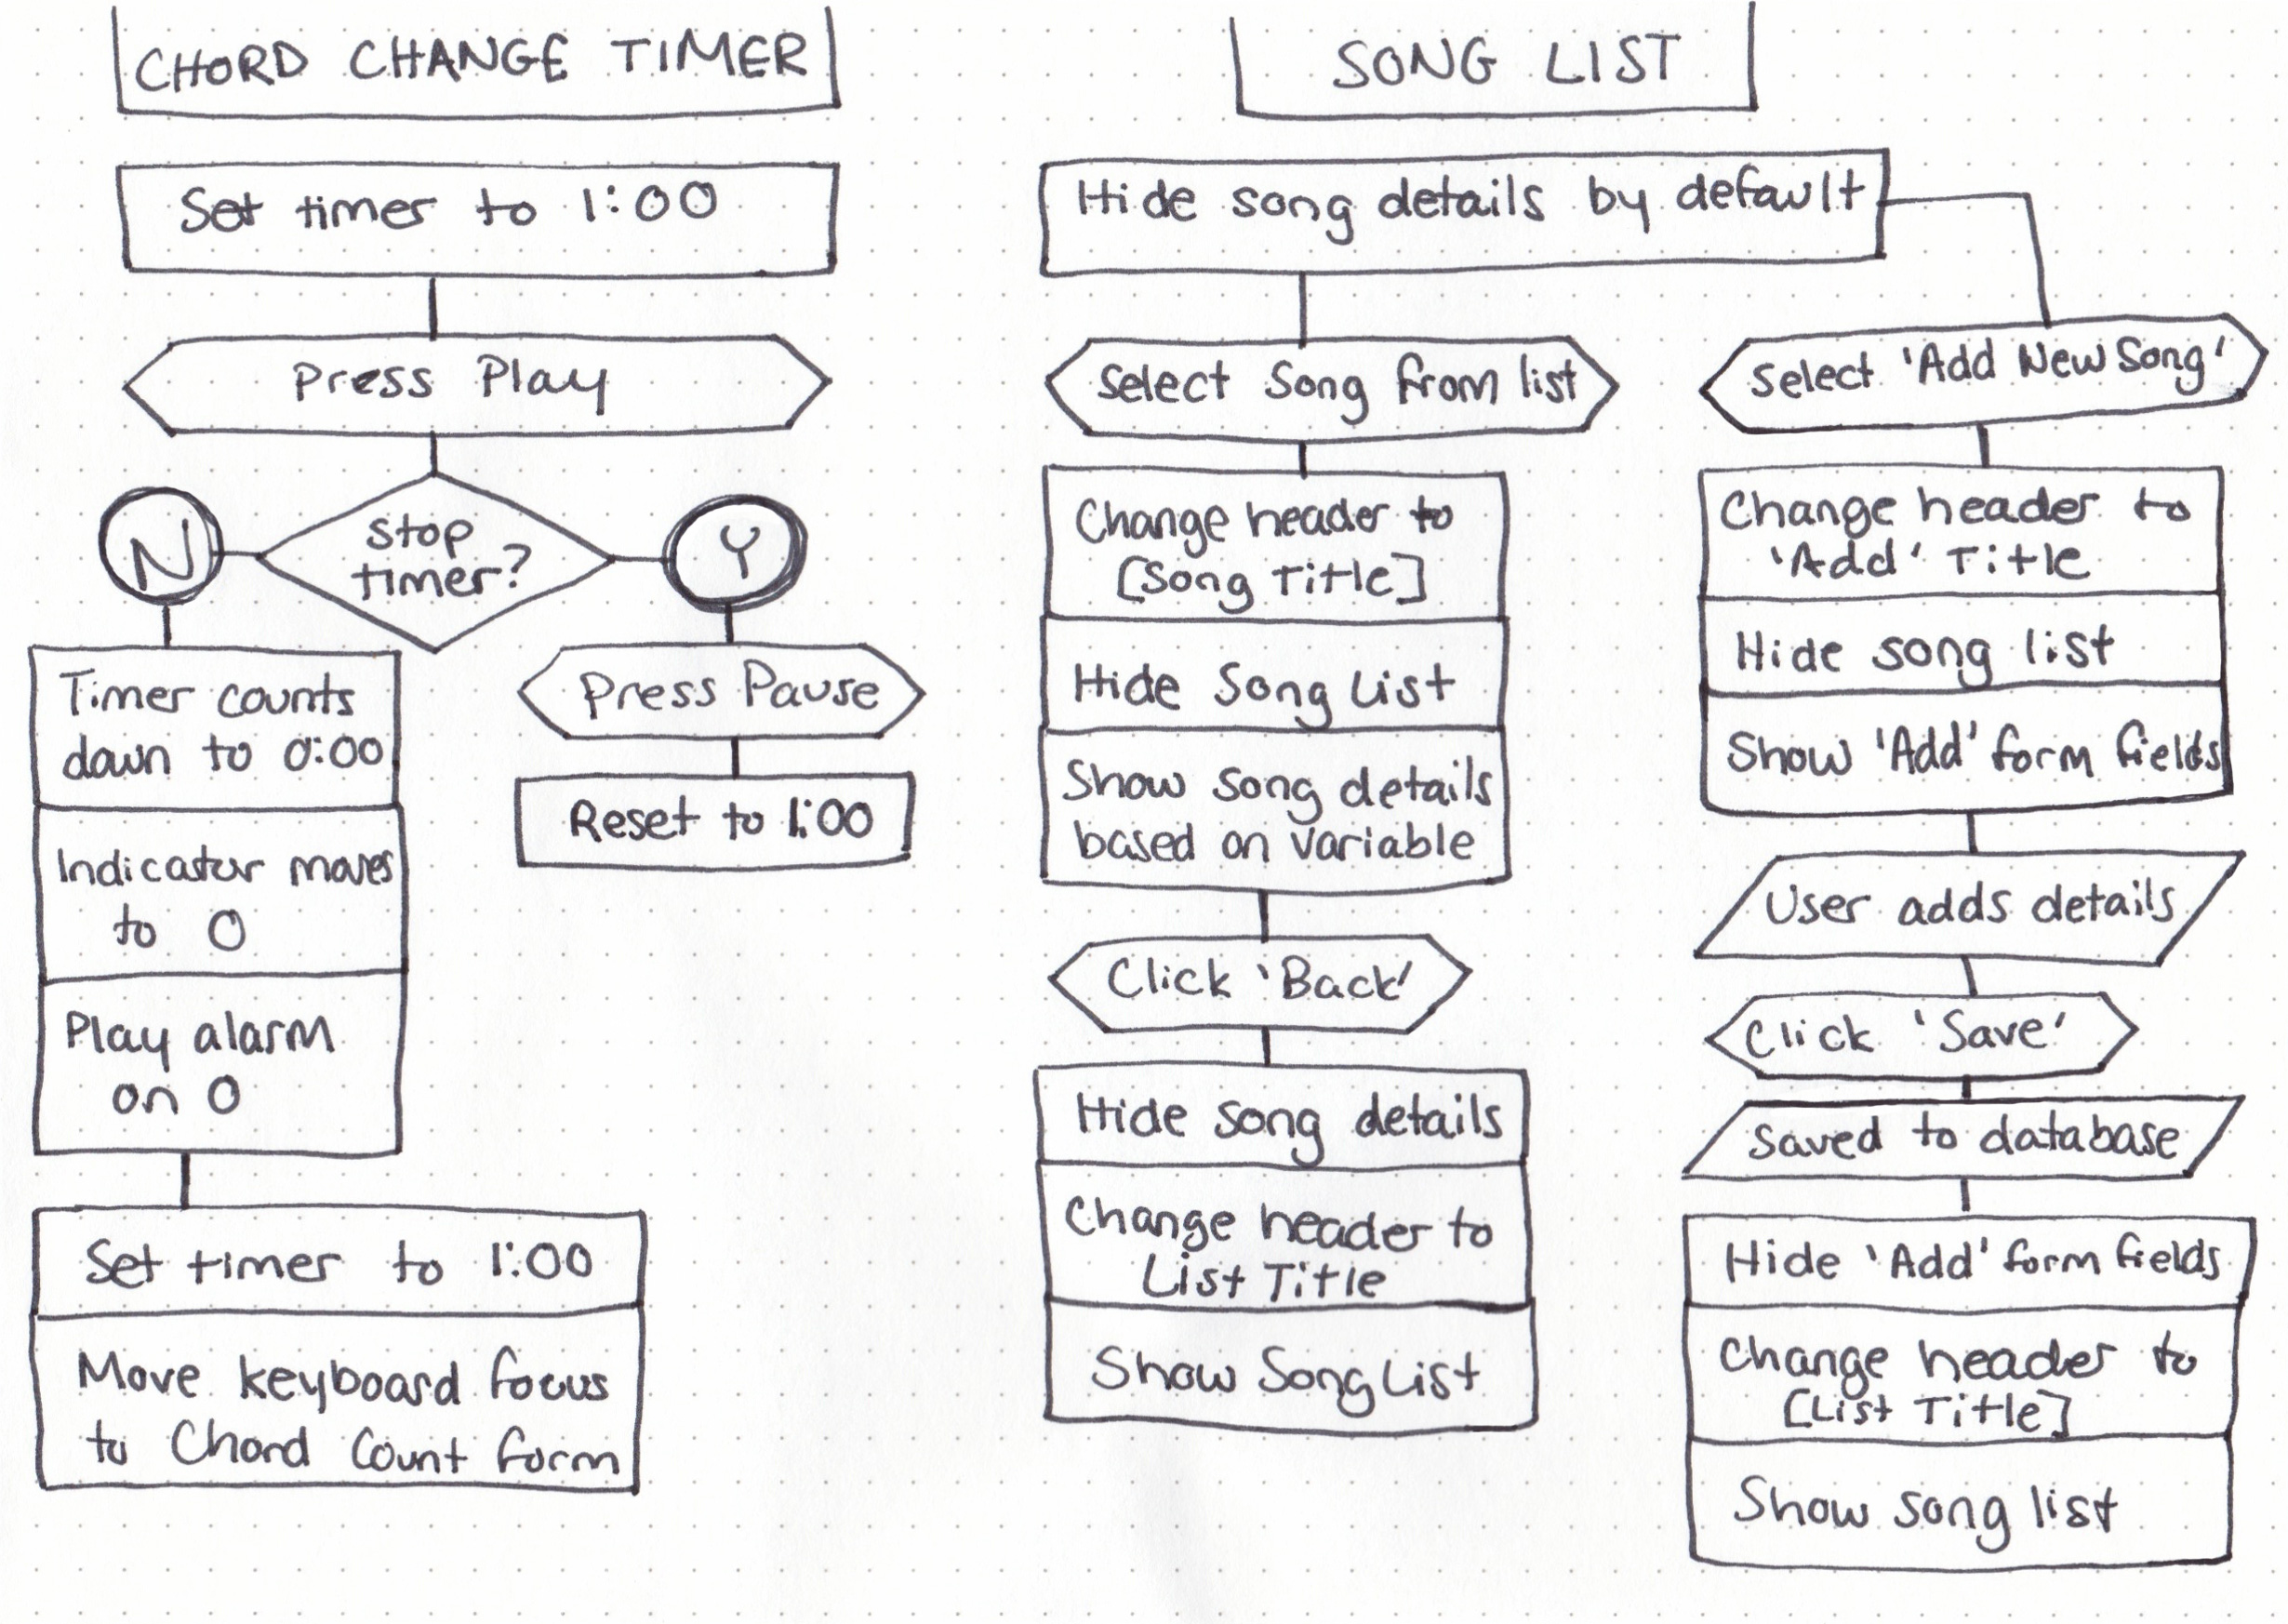 CHORD CHANGE TIMER
Set timer to 1:00
Press Play
Stop
timer?
N
Y
Timer counts
down to 0:00
Indicator moves
to 0
Play alarm
on 0
Press Pause
Reset to 1:00
Set timer to 1:00
Move keyboard focus
to Chord Count form
SONG LIST
Hide song details by default
Select Song from list
Change header to
[Song Title]
Hide Song List
Show song details
based on variable
Click 'Back'
Hide song details
Change header to
List Title
Show Song List
Select 'Add New Song'
Change header to
'Add' Title
Hide song list
Show 'Add' form fields
User adds details
Click 'Save'
Saved to database
Hide 'Add' form fields
Change header to
[List Title]
Show song list